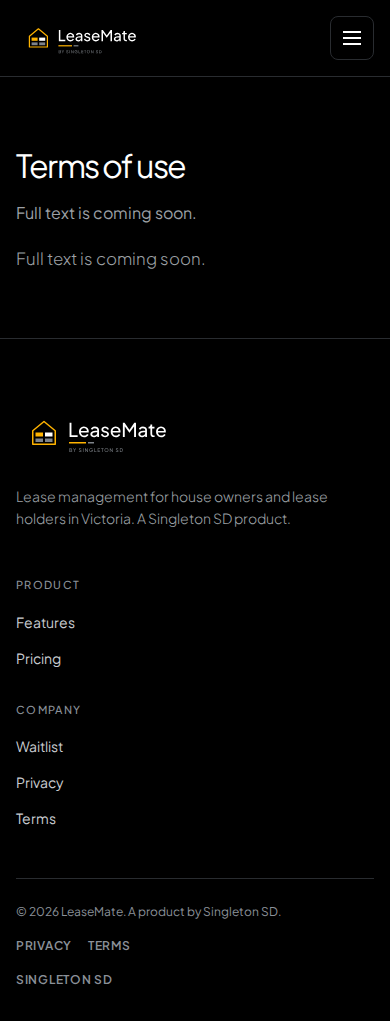 LeaseMate
BY SINGLETON SD
Terms of use
Full text is coming soon.
Full text is coming soon.
LeaseMate
BY SINGLETON SD
Lease management for house owners and lease
holders in Victoria. A Singleton SD product.
PRODUCT
Features
Pricing
COMPANY
Waitlist
Privacy
Terms
© 2026 LeaseMate. A product by Singleton SD.
PRIVACY TERMS
SINGLETON SD